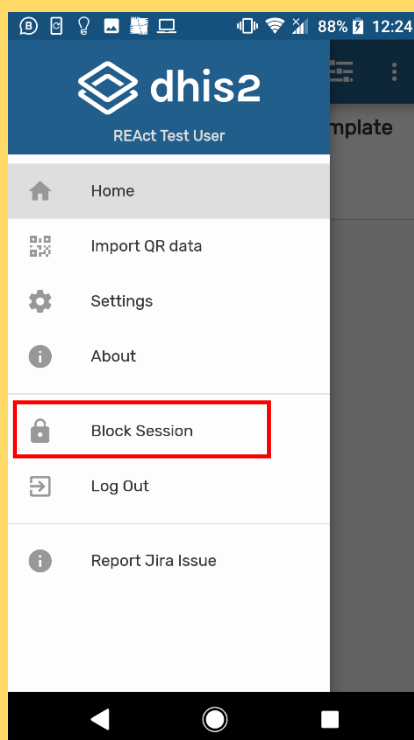 88% 12:24
dhis2
REAct Test User
mplate
Home
Import QR data
Settings
About
Block Session
Log Out
Report Jira Issue